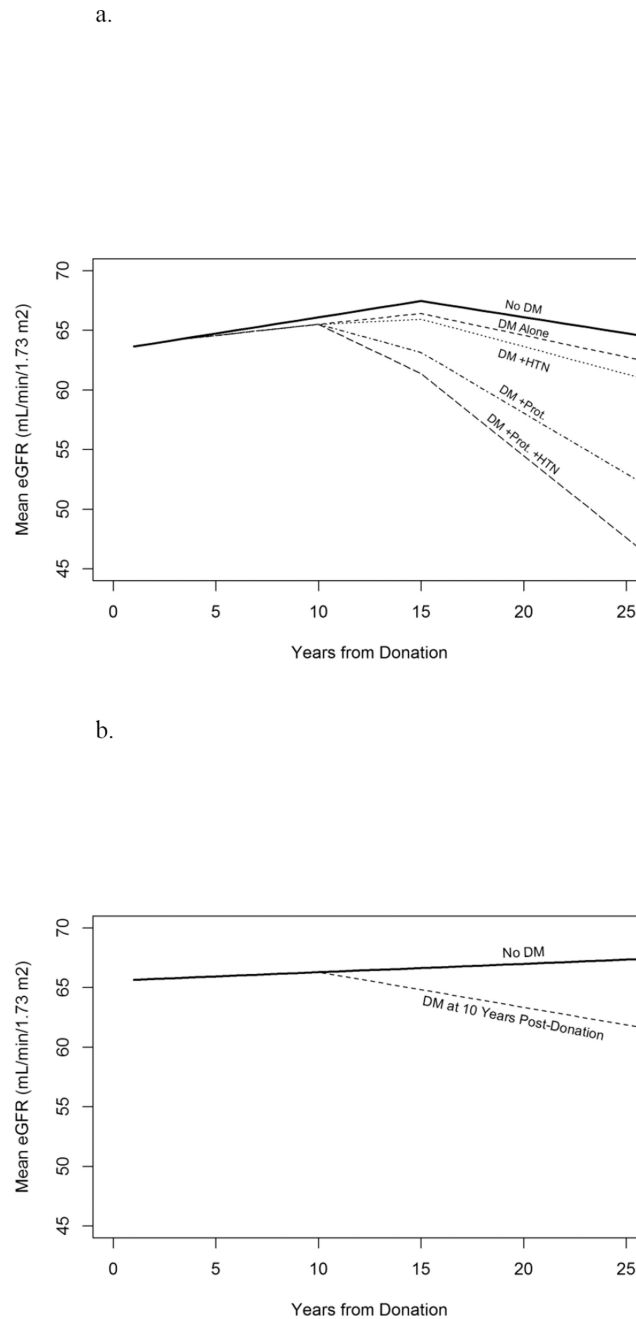 a.
Mean eGFR (mL/min/1.73 m2)
70
65
60
55
50
45
No DM
DM Alone
DM +HTN
DM +Prot.
DM +Prot. +HTN
0 5 10 15 20 25
Years from Donation
b.
Mean eGFR (mL/min/1.73 m2)
70
65
60
55
50
45
No DM
DM at 10 Years Post-Donation
0 5 10 15 20 25
Years from Donation